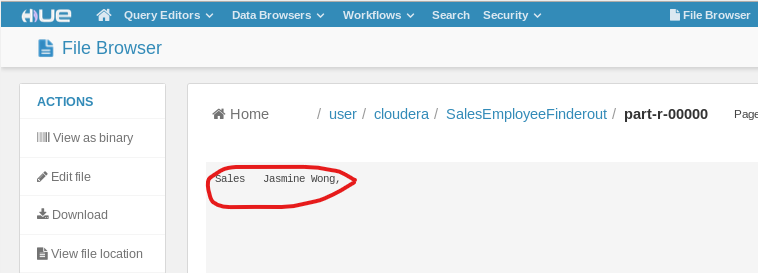 HUE Query Editors Data Browsers Workflows Search Security File Browser
File Browser
ACTIONS
View as binary
Edit file
Download
View file location
Home / user / cloudera / SalesEmployeeFinderout / part-r-00000 Page
Sales Jasmine Wong,